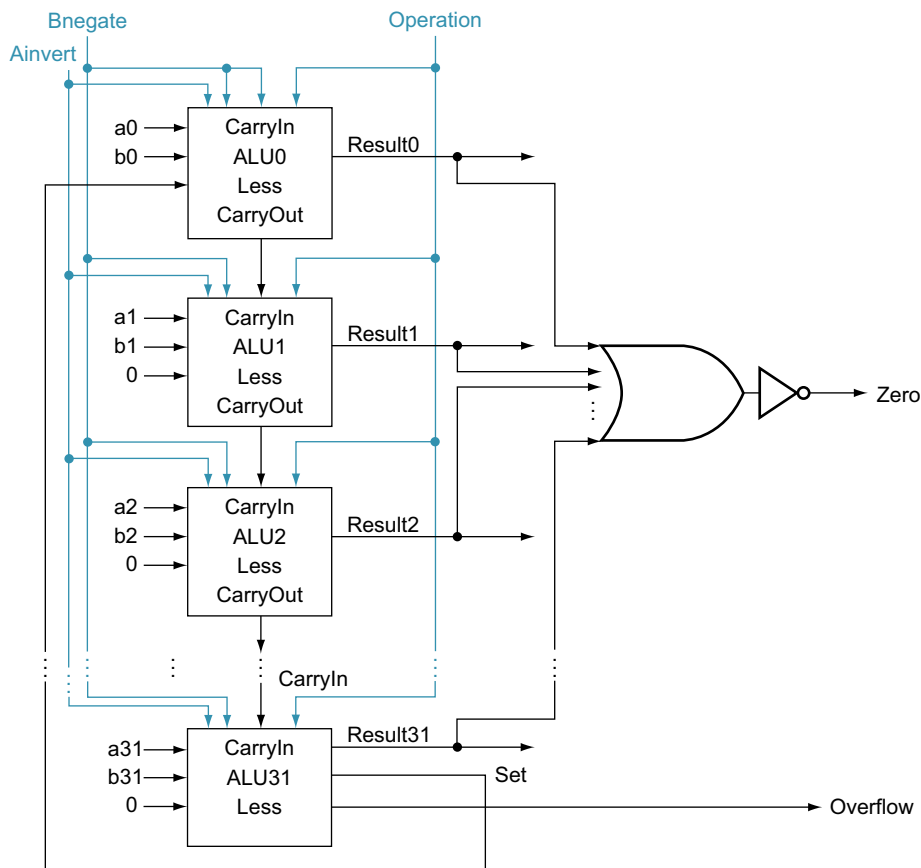 Bnegate
Operation
Ainvert
a0
b0
CarryIn
ALU0
Less
CarryOut
Result0
a1
b1
0
CarryIn
ALU1
Less
CarryOut
Result1
Zero
a2
b2
0
CarryIn
ALU2
Less
CarryOut
Result2
CarryIn
a31
b31
0
CarryIn
ALU31
Less
Result31
Set
Overflow